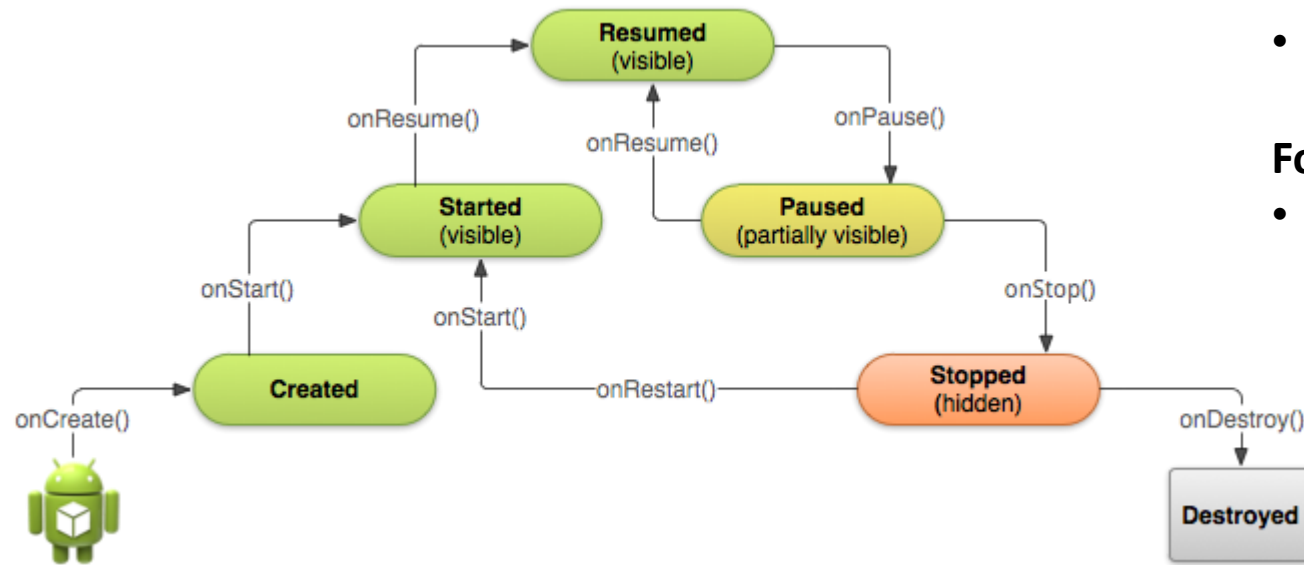 Resumed
(visible)
•
onResume()
onResume()
onPause()
Fo
•
Started
(visible)
Paused
(partially visible)
onStart()
onStart()
onStop()
Created
onRestart()
Stopped
(hidden)
onCreate()
onDestroy()
Destroyed